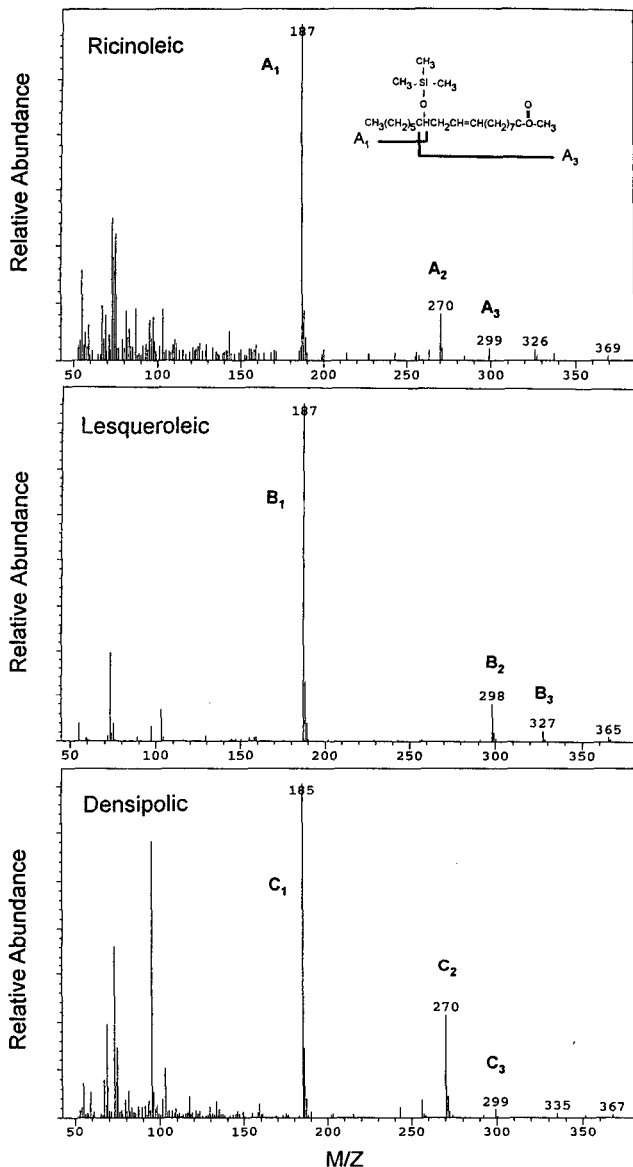 Ricinoleic
187
A₁
CH₃
CH₃-Si-CH₃
O
O
CH₃(CH₂)₅CHCH₂CH=CH(CH₂)₇C-O-CH₃
A₁
A₃
A₂
270
A₃
299
326
369
Relative Abundance
50 100 150 200 250 300 350
Lesqueroleic
187
B₁
B₂
298
B₃
327
365
Relative Abundance
50 100 150 200 250 300 350
Densipolic
185
C₁
C₂
270
C₃
299
335
367
Relative Abundance
50 100 150 200 250 300 350
M/Z